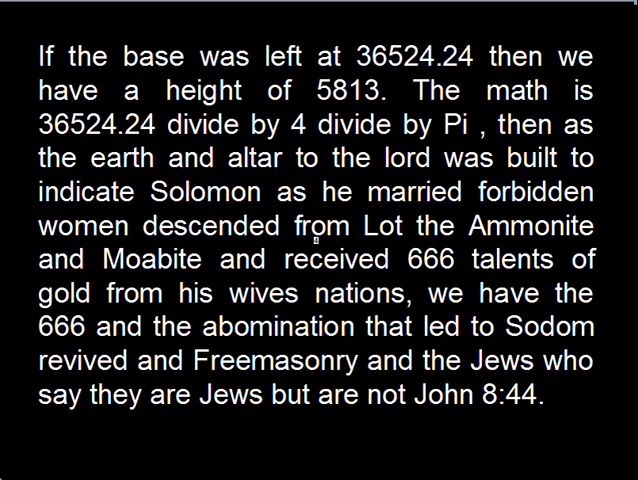 If the base was left at 36524.24 then we
have a height of 5813. The math is
36524.24 divide by 4 divide by Pi , then as
the earth and altar to the lord was built to
indicate Solomon as he married forbidden
women descended from Lot the Ammonite
and Moabite and received 666 talents of
gold from his wives nations, we have the
666 and the abomination that led to Sodom
revived and Freemasonry and the Jews who
say they are Jews but are not John 8:44.